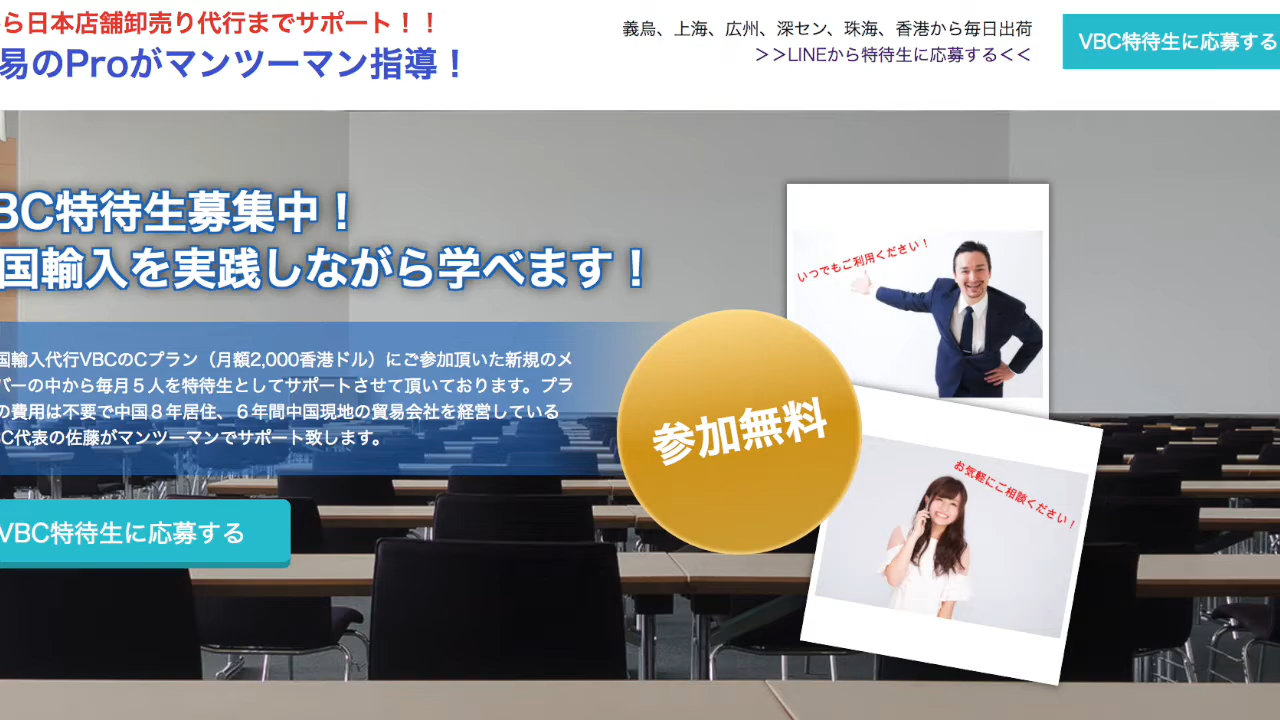 ら日本店舗卸売り代行までサポート！！
易のProがマンツーマン指導！
義烏、上海、広州、深セン、珠海、香港から毎日出荷
>>LINEから特待生に応募する<<
VBC特待生に応募する
BC特待生募集中！
国輸入を実践しながら学べます！
国輸入代行VBCのCプラン（月額2,000香港ドル）にご参加頂いた新規のメ
バーの中から毎月５人を特待生としてサポートさせて頂いております。プラ
の費用は不要で中国８年居住、６年間中国現地の貿易会社を経営している
BC代表の佐藤がマンツーマンでサポート致します。
VBC特待生に応募する
参加無料
いつでもご利用ください！
お気軽にご相談ください！